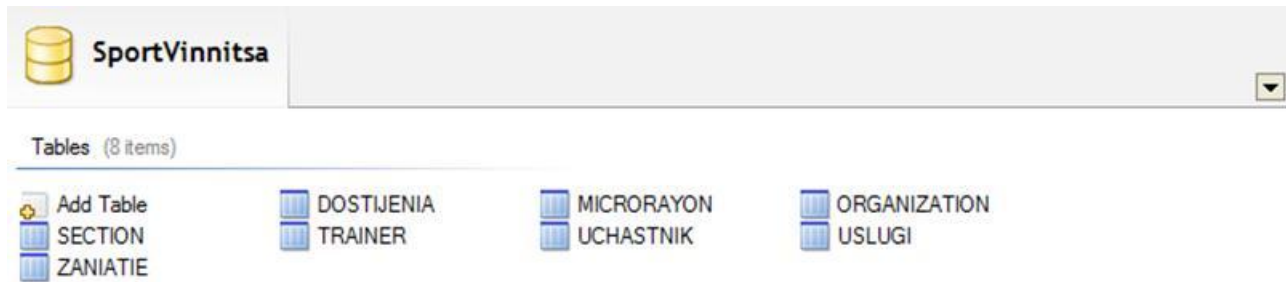 SportVinnitsa
Tables (8 items)
Add Table DOSTIJENIA MICRORAYON ORGANIZATION
SECTION TRAINER UCHASTNIK USLUGI
ZANIATIE